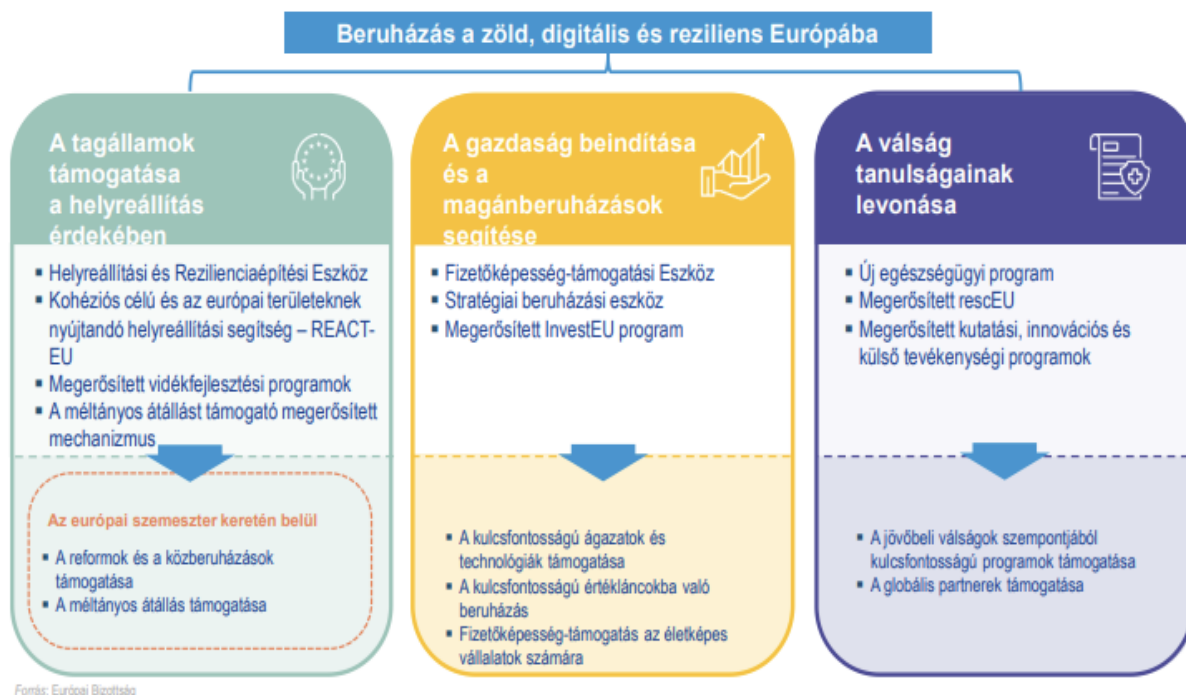 Beruházás a zöld, digitális és reziliens Európába
A tagállamok
támogatása
a helyreállítás
érdekében
▪ Helyreállítási és Rezilienciaépítési Eszköz
▪ Kohéziós célú és az európai területeknek
nyújtandó helyreállítási segítség – REACT-
EU
▪ Megerősített vidékfejlesztési programok
▪ A méltányos átállást támogató megerősített
mechanizmus
Az európai szemeszter keretén belül
▪ A reformok és a közberuházások
támogatása
▪ A méltányos átállás támogatása
A gazdaság beindítása
és a
magánberuházások
segítése
▪ Fizetőképesség-támogatási Eszköz
▪ Stratégiai beruházási eszköz
▪ Megerősített InvestEU program
▪ A kulcsfontosságú ágazatok és
technológiák támogatása
▪ A kulcsfontosságú értékláncokba való
beruházás
▪ Fizetőképesség-támogatás az életképes
vállalatok számára
A válság
tanulságainak
levonása
▪ Új egészségügyi program
▪ Megerősített rescEU
▪ Megerősített kutatási, innovációs és
külső tevékenységi programok
▪ A jövőbeli válságok szempontjából
kulcsfontosságú programok támogatása
▪ A globális partnerek támogatása
Forrás: Európai Bizottság